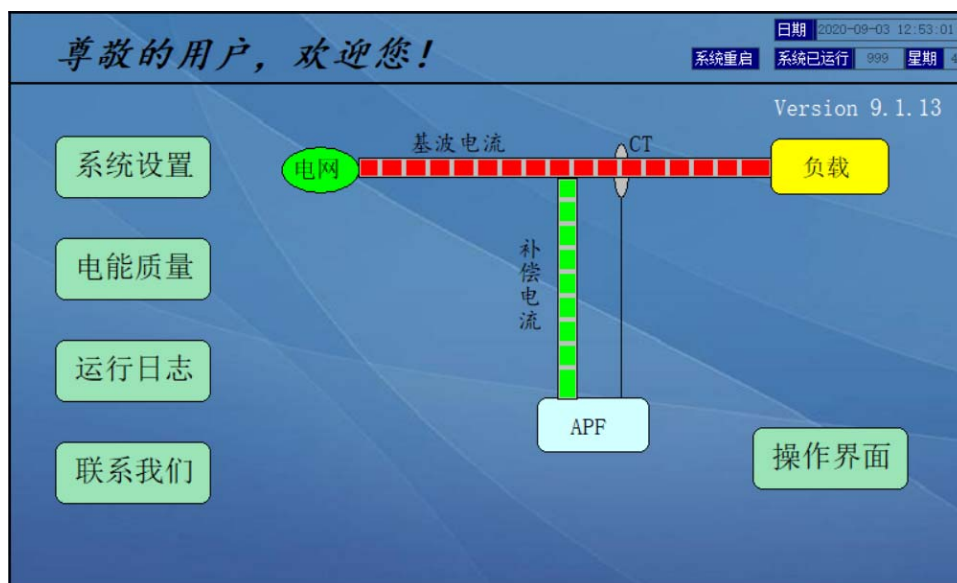 尊敬的用户，欢迎您！
日期 2020-09-03 12:53:01
系统重启 系统已运行 999 星期 4
Version 9.1.13
系统设置
电能质量
运行日志
联系我们
基波电流
CT
电网
负载
补偿电流
APF
操作界面